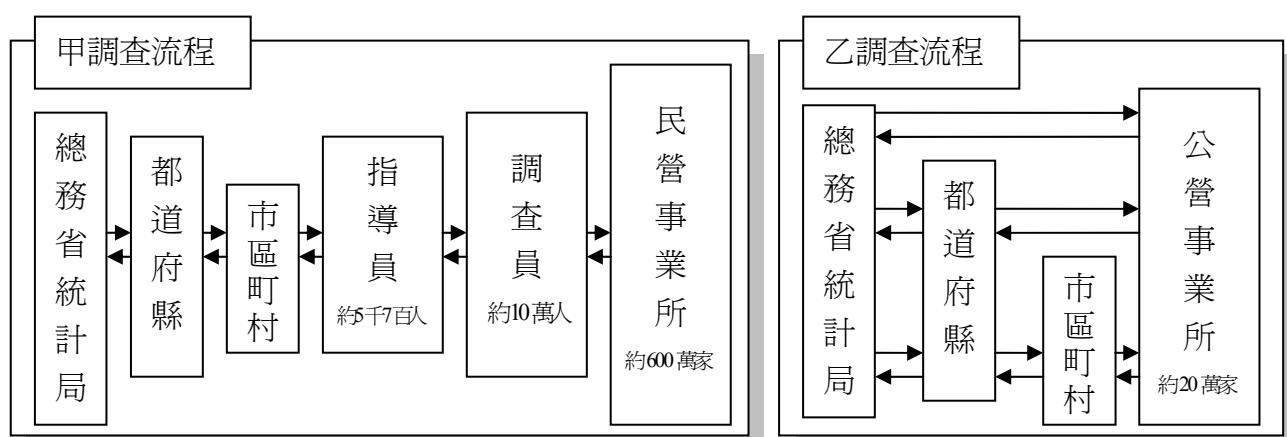 甲調查流程
總務省統計局
都道府縣
市區町村
指導員
約5千7百人
調查員
約10萬人
民營事業所
約600萬家
乙調查流程
總務省統計局
都道府縣
市區町村
公營事業所
約20萬家